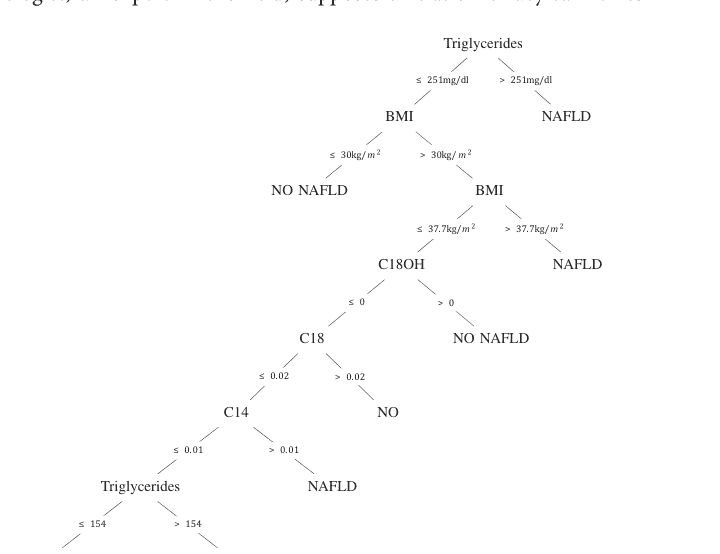 Triglycerides
≤ 251mg/dl > 251mg/dl
BMI NAFLD
≤ 30kg/m² > 30kg/m²
NO NAFLD BMI
≤ 37.7kg/m² > 37.7kg/m²
C18OH NAFLD
≤ 0 > 0
C18 NO NAFLD
≤ 0.02 > 0.02
C14 NO
≤ 0.01 > 0.01
Triglycerides NAFLD
≤ 154 > 154